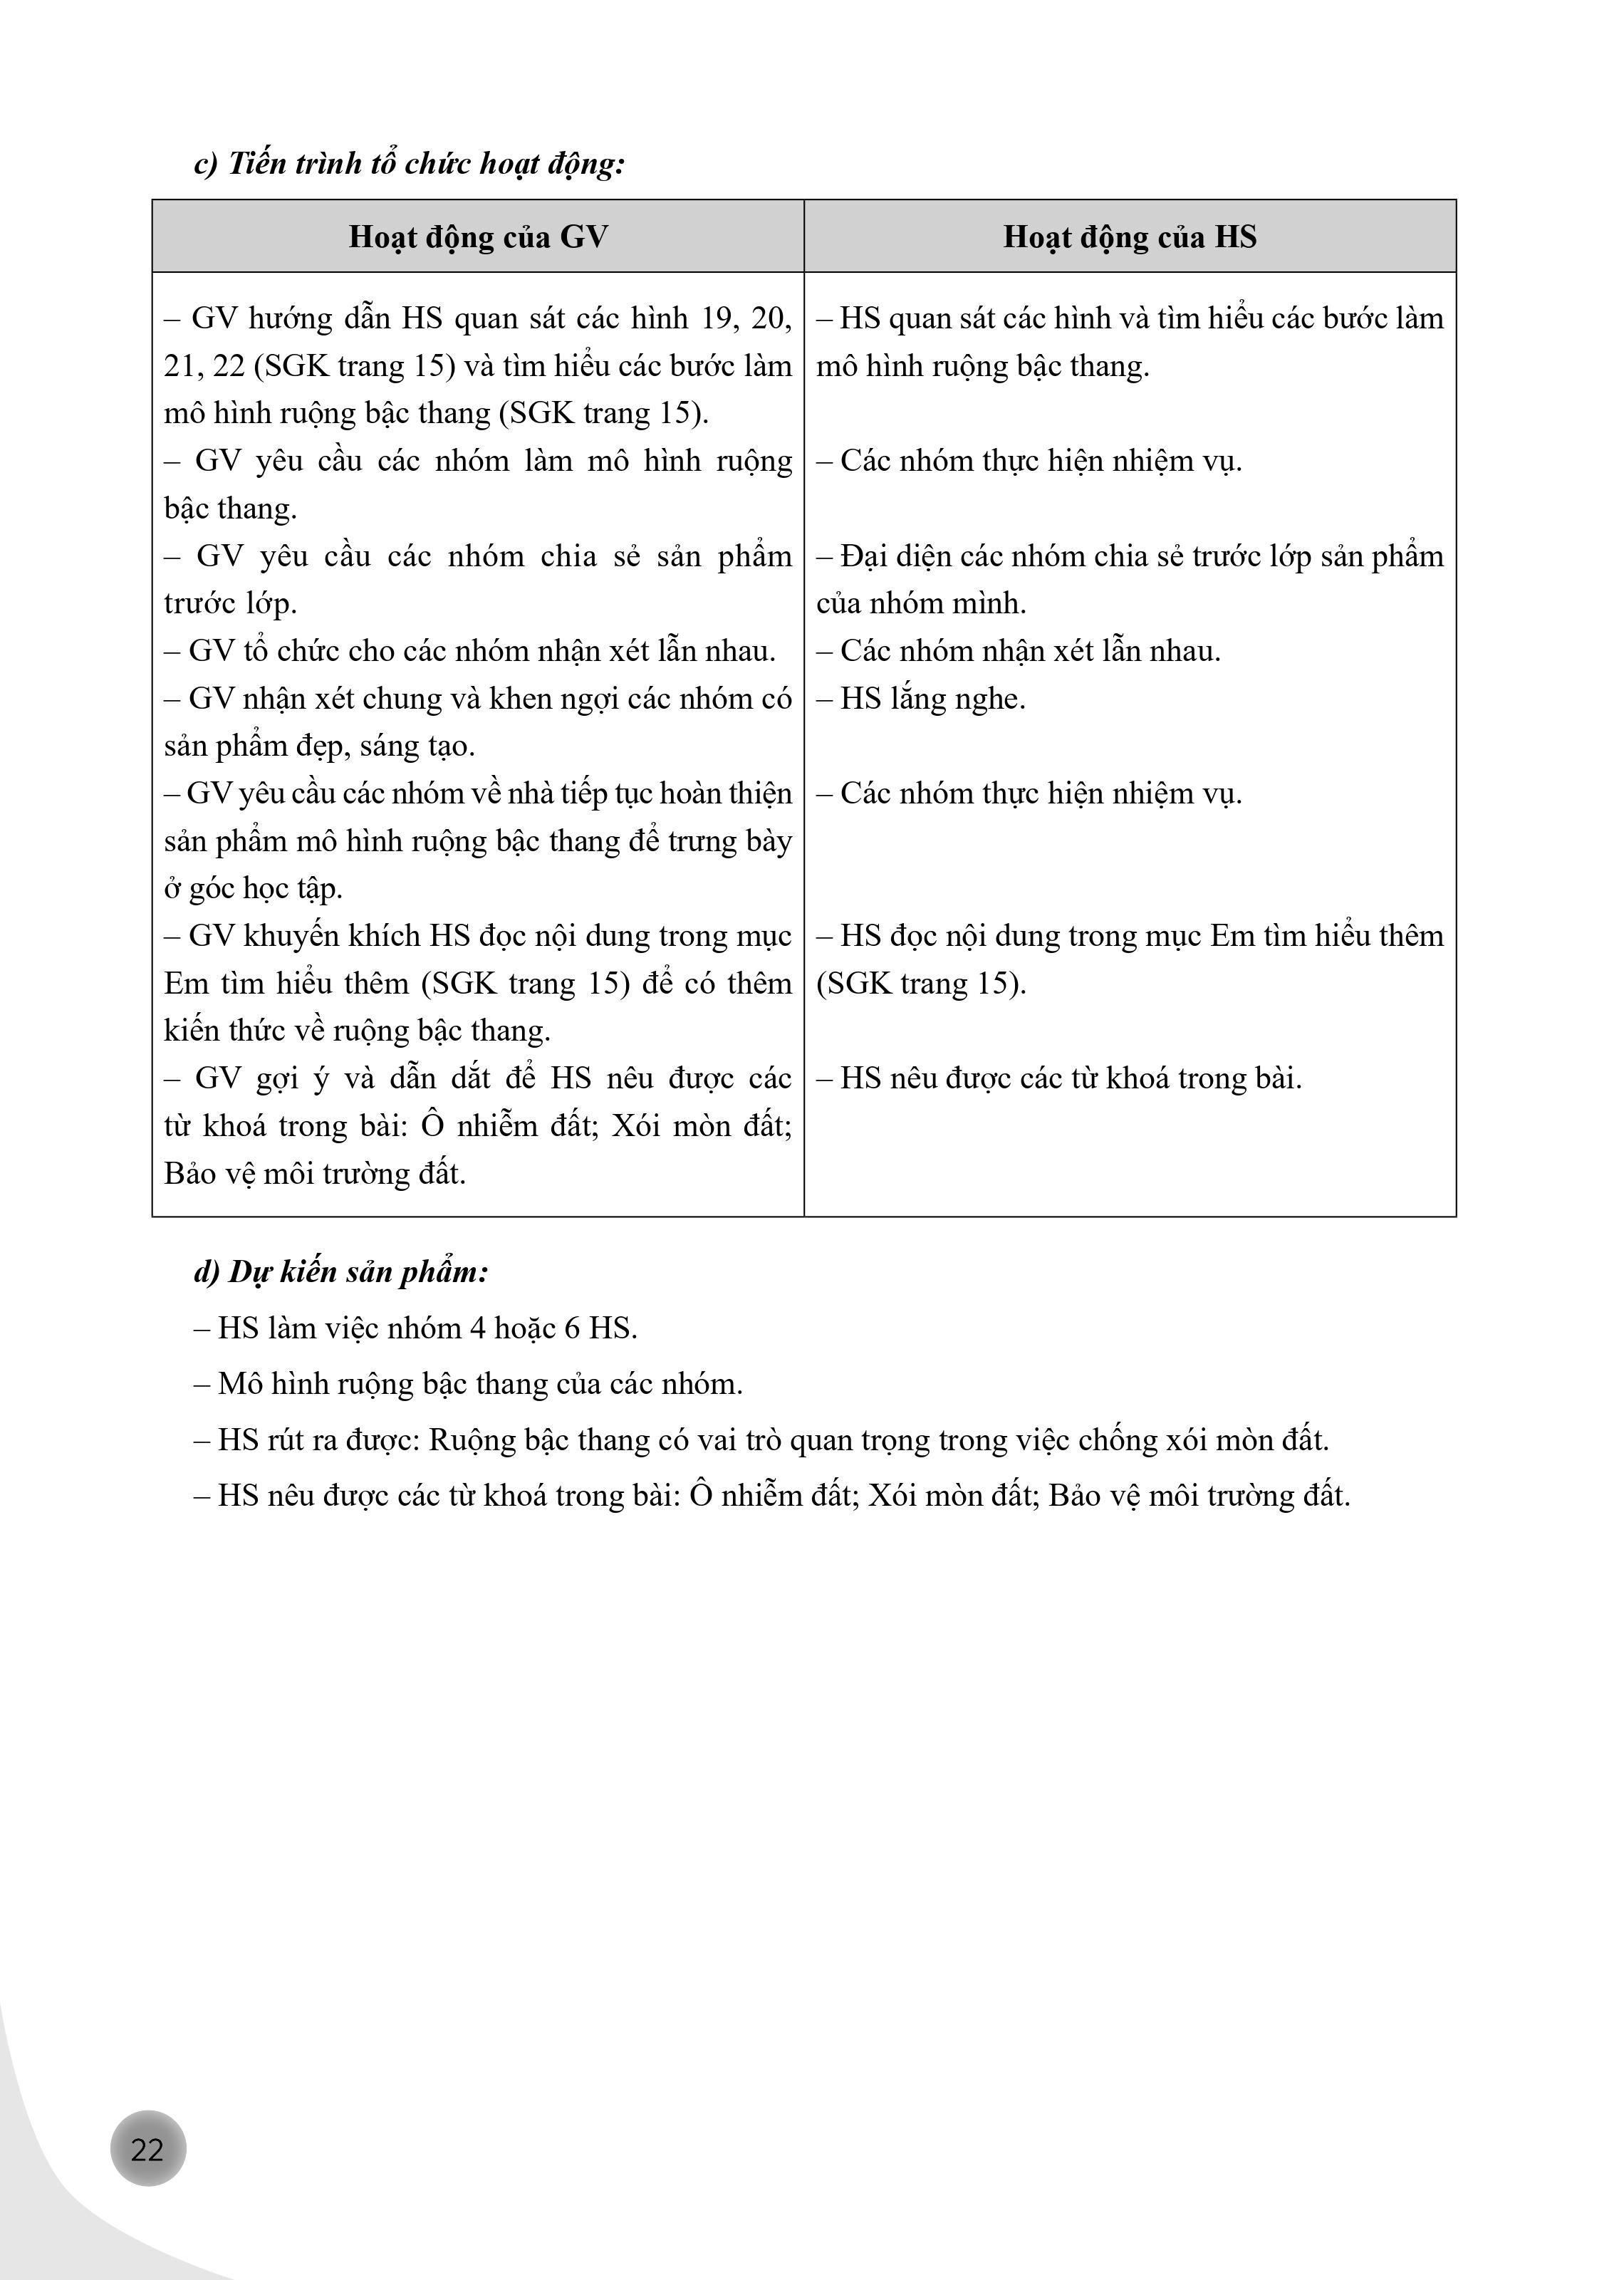 c) Tiến trình tổ chức hoạt động:
Hoạt động của GV
Hoạt động của HS
– GV hướng dẫn HS quan sát các hình 19, 20,
21, 22 (SGK trang 15) và tìm hiểu các bước làm
mô hình ruộng bậc thang (SGK trang 15).
– GV yêu cầu các nhóm làm mô hình ruộng
bậc thang.
– GV yêu cầu các nhóm chia sẻ sản phẩm
trước lớp.
– GV tổ chức cho các nhóm nhận xét lẫn nhau.
– GV nhận xét chung và khen ngợi các nhóm có
sản phẩm đẹp, sáng tạo.
– GV yêu cầu các nhóm về nhà tiếp tục hoàn thiện
sản phẩm mô hình ruộng bậc thang để trưng bày
ở góc học tập.
– GV khuyến khích HS đọc nội dung trong mục
Em tìm hiểu thêm (SGK trang 15) để có thêm
kiến thức về ruộng bậc thang.
– GV gợi ý và dẫn dắt để HS nêu được các
từ khoá trong bài: Ô nhiễm đất; Xói mòn đất;
Bảo vệ môi trường đất.
– HS quan sát các hình và tìm hiểu các bước làm
mô hình ruộng bậc thang.
– Các nhóm thực hiện nhiệm vụ.
– Đại diện các nhóm chia sẻ trước lớp sản phẩm
của nhóm mình.
– Các nhóm nhận xét lẫn nhau.
– HS lắng nghe.
– Các nhóm thực hiện nhiệm vụ.
– HS đọc nội dung trong mục Em tìm hiểu thêm
(SGK trang 15).
– HS nêu được các từ khoá trong bài.
d) Dự kiến sản phẩm:
– HS làm việc nhóm 4 hoặc 6 HS.
– Mô hình ruộng bậc thang của các nhóm.
– HS rút ra được: Ruộng bậc thang có vai trò quan trọng trong việc chống xói mòn đất.
– HS nêu được các từ khoá trong bài: Ô nhiễm đất; Xói mòn đất; Bảo vệ môi trường đất.
22